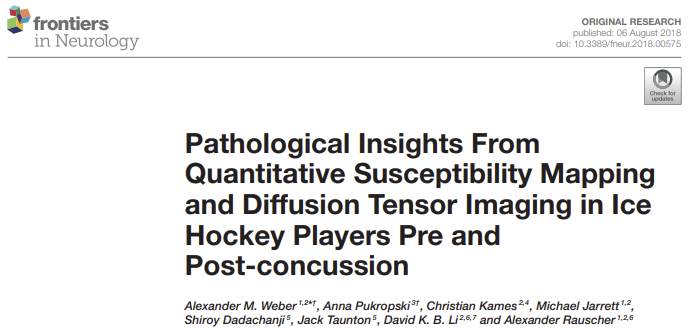 frontiers
in Neurology
ORIGINAL RESEARCH
published: 06 August 2018
doi: 10.3389/fneur.2018.00575
Check for
updates
Pathological Insights From
Quantitative Susceptibility Mapping
and Diffusion Tensor Imaging in Ice
Hockey Players Pre and
Post-concussion
Alexander M. Weber 1,2*†, Anna Pukropski 3†, Christian Kames 2,4, Michael Jarrett 1,2,
Shiroy Dadachanji 5, Jack Taunton 5, David K. B. Li 2,6,7 and Alexander Rauscher 1,2,6